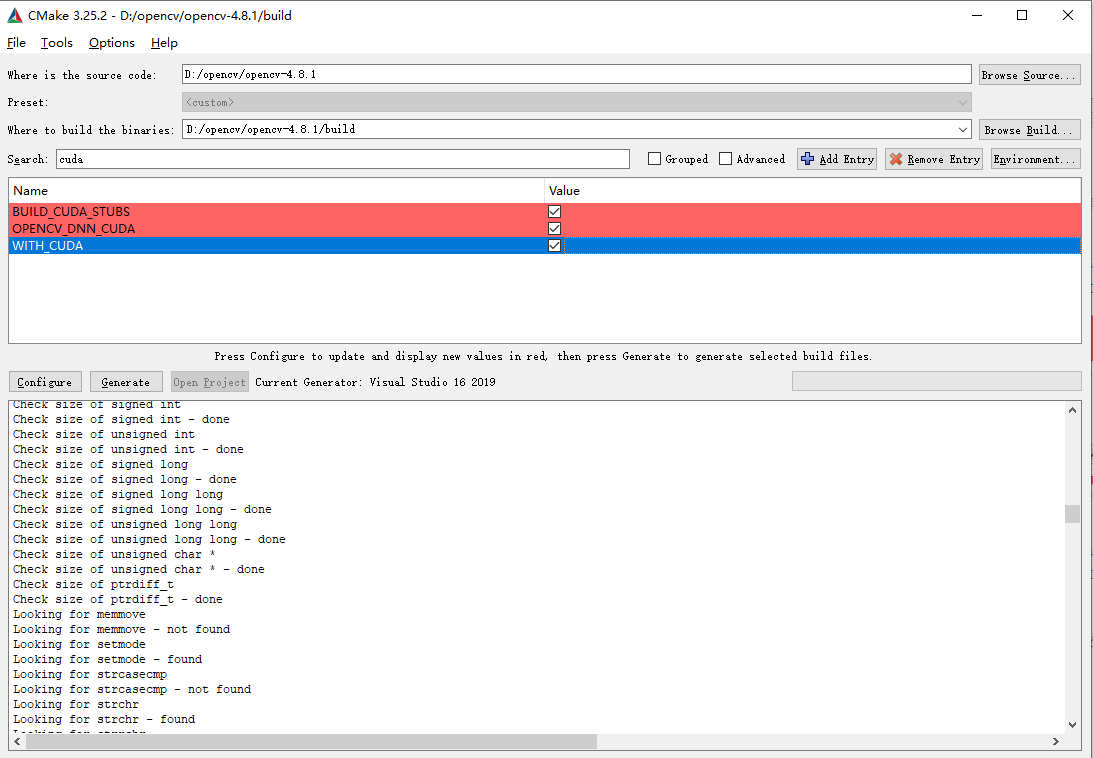 CMake 3.25.2 - D:/opencv/opencv-4.8.1/build
File Tools Options Help
Where is the source code: D:/opencv/opencv-4.8.1 Browse Source...
Preset: <custom>
Where to build the binaries: D:/opencv/opencv-4.8.1/build Browse Build...
Search: cuda Grouped Advanced Add Entry Remove Entry Environment...
Name Value
BUILD_CUDA_STUBS
OPENCV_DNN_CUDA
WITH_CUDA
Press Configure to update and display new values in red, then press Generate to generate selected build files.
Configure Generate Open Project Current Generator: Visual Studio 16 2019
Check size of signed int
Check size of signed int - done
Check size of unsigned int
Check size of unsigned int - done
Check size of signed long
Check size of signed long - done
Check size of signed long long
Check size of signed long long - done
Check size of unsigned long long
Check size of unsigned long long - done
Check size of unsigned char *
Check size of unsigned char * - done
Check size of ptrdiff_t
Check size of ptrdiff_t - done
Looking for memmove
Looking for memmove - not found
Looking for setmode
Looking for setmode - found
Looking for strcasecmp
Looking for strcasecmp - not found
Looking for strchr
Looking for strchr - found
Looking for